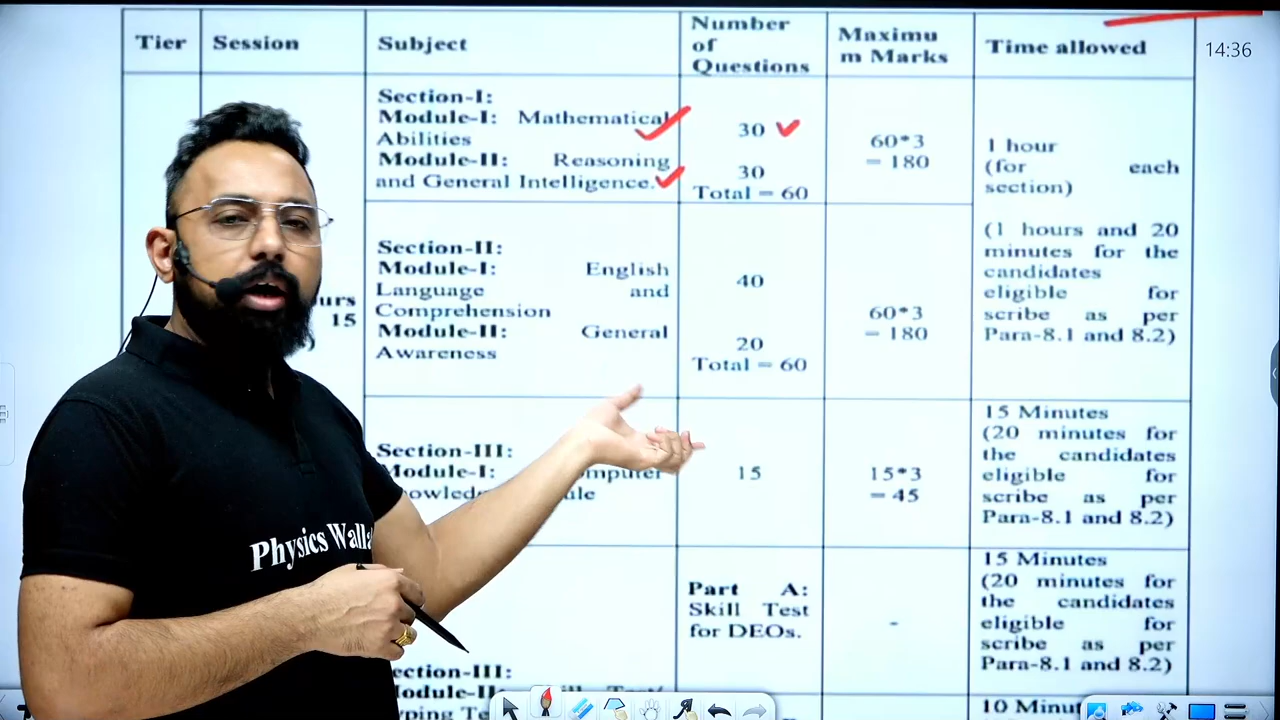 Tier
Session
Subject
Number
of
Questions
Maximu
m Marks
Time allowed
14:36
Section-I:
Module-I: Mathematical
Abilities
Module-II: Reasoning
and General Intelligence.
30
30
Total = 60
60*3
= 180
1 hour
(for each
section)
(1 hours and 20
minutes for the
candidates
eligible for
scribe as per
Para-8.1 and 8.2)
15
Section-II:
Module-I: English
Language and
Comprehension
Module-II: General
Awareness
40
20
Total = 60
60*3
= 180
Section-III:
Module-I:
15
15*3
= 45
15 Minutes
(20 minutes for
the candidates
eligible for
scribe as per
Para-8.1 and 8.2)
Part A:
Skill Test
for DEOs.
-
15 Minutes
(20 minutes for
the candidates
eligible for
scribe as per
Para-8.1 and 8.2)
Physics